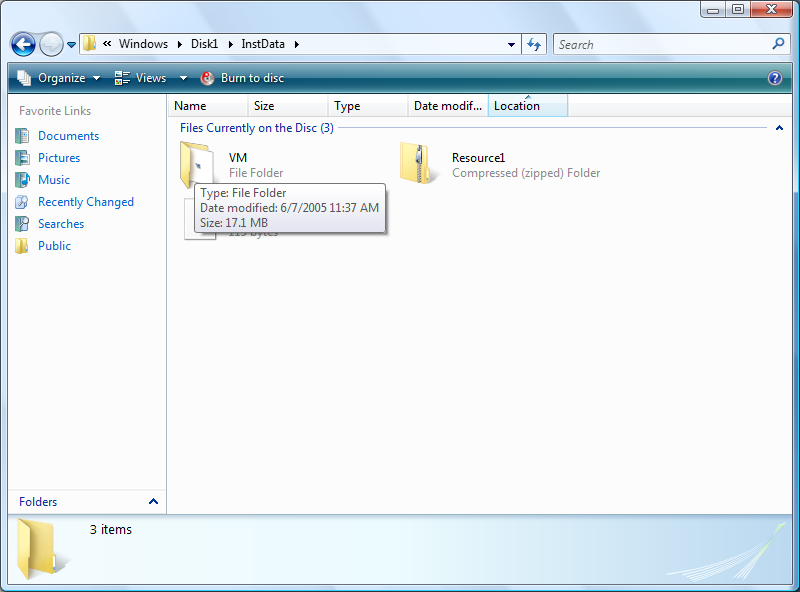 « Windows Disk1 InstData
Search
Organize Views Burn to disc
Favorite Links
Documents
Pictures
Music
Recently Changed
Searches
Public
Folders
Name Size Type Date modif... Location
Files Currently on the Disc (3)
VM
File Folder
Resource1
Compressed (zipped) Folder
Type: File Folder
Date modified: 6/7/2005 11:37 AM
Size: 17.1 MB
bytes
3 items